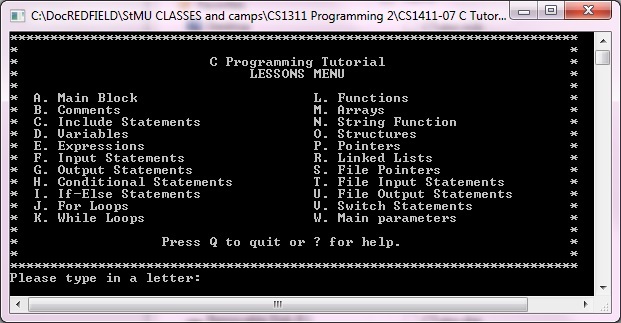 C:\DocREDFIELD\StMU CLASSES and camps\CS1311 Programming 2\CS1411-07 C Tutor...
************************************************************************
* C Programming Tutorial *
* LESSONS MENU *
* A. Main Block L. Functions *
* B. Comments M. Arrays *
* C. Include Statements N. String Function *
* D. Variables O. Structures *
* E. Expressions P. Pointers *
* F. Input Statements R. Linked Lists *
* G. Output Statements S. File Pointers *
* H. Conditional Statements T. File Input Statements *
* I. If-Else Statements U. File Output Statements *
* J. For Loops V. Switch Statements *
* K. While Loops W. Main parameters *
* Press Q to quit or ? for help. *
************************************************************************
Please type in a letter: